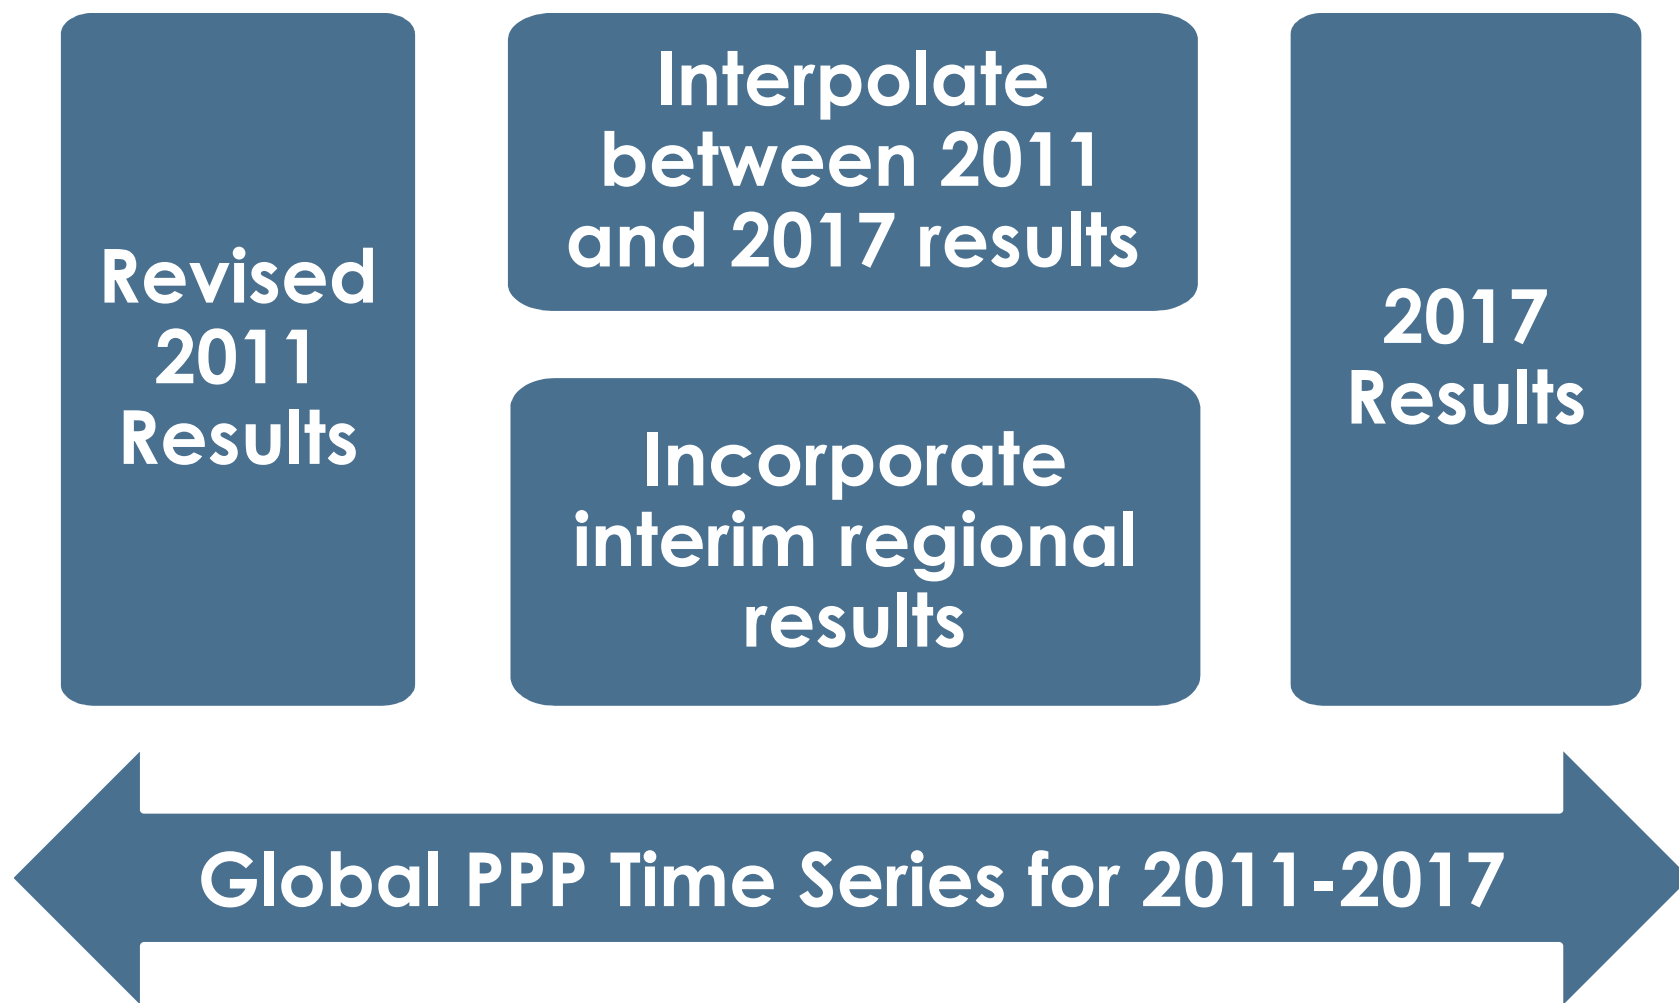 Revised
2011
Results
Interpolate
between 2011
and 2017 results
Incorporate
interim regional
results
2017
Results
Global PPP Time Series for 2011-2017